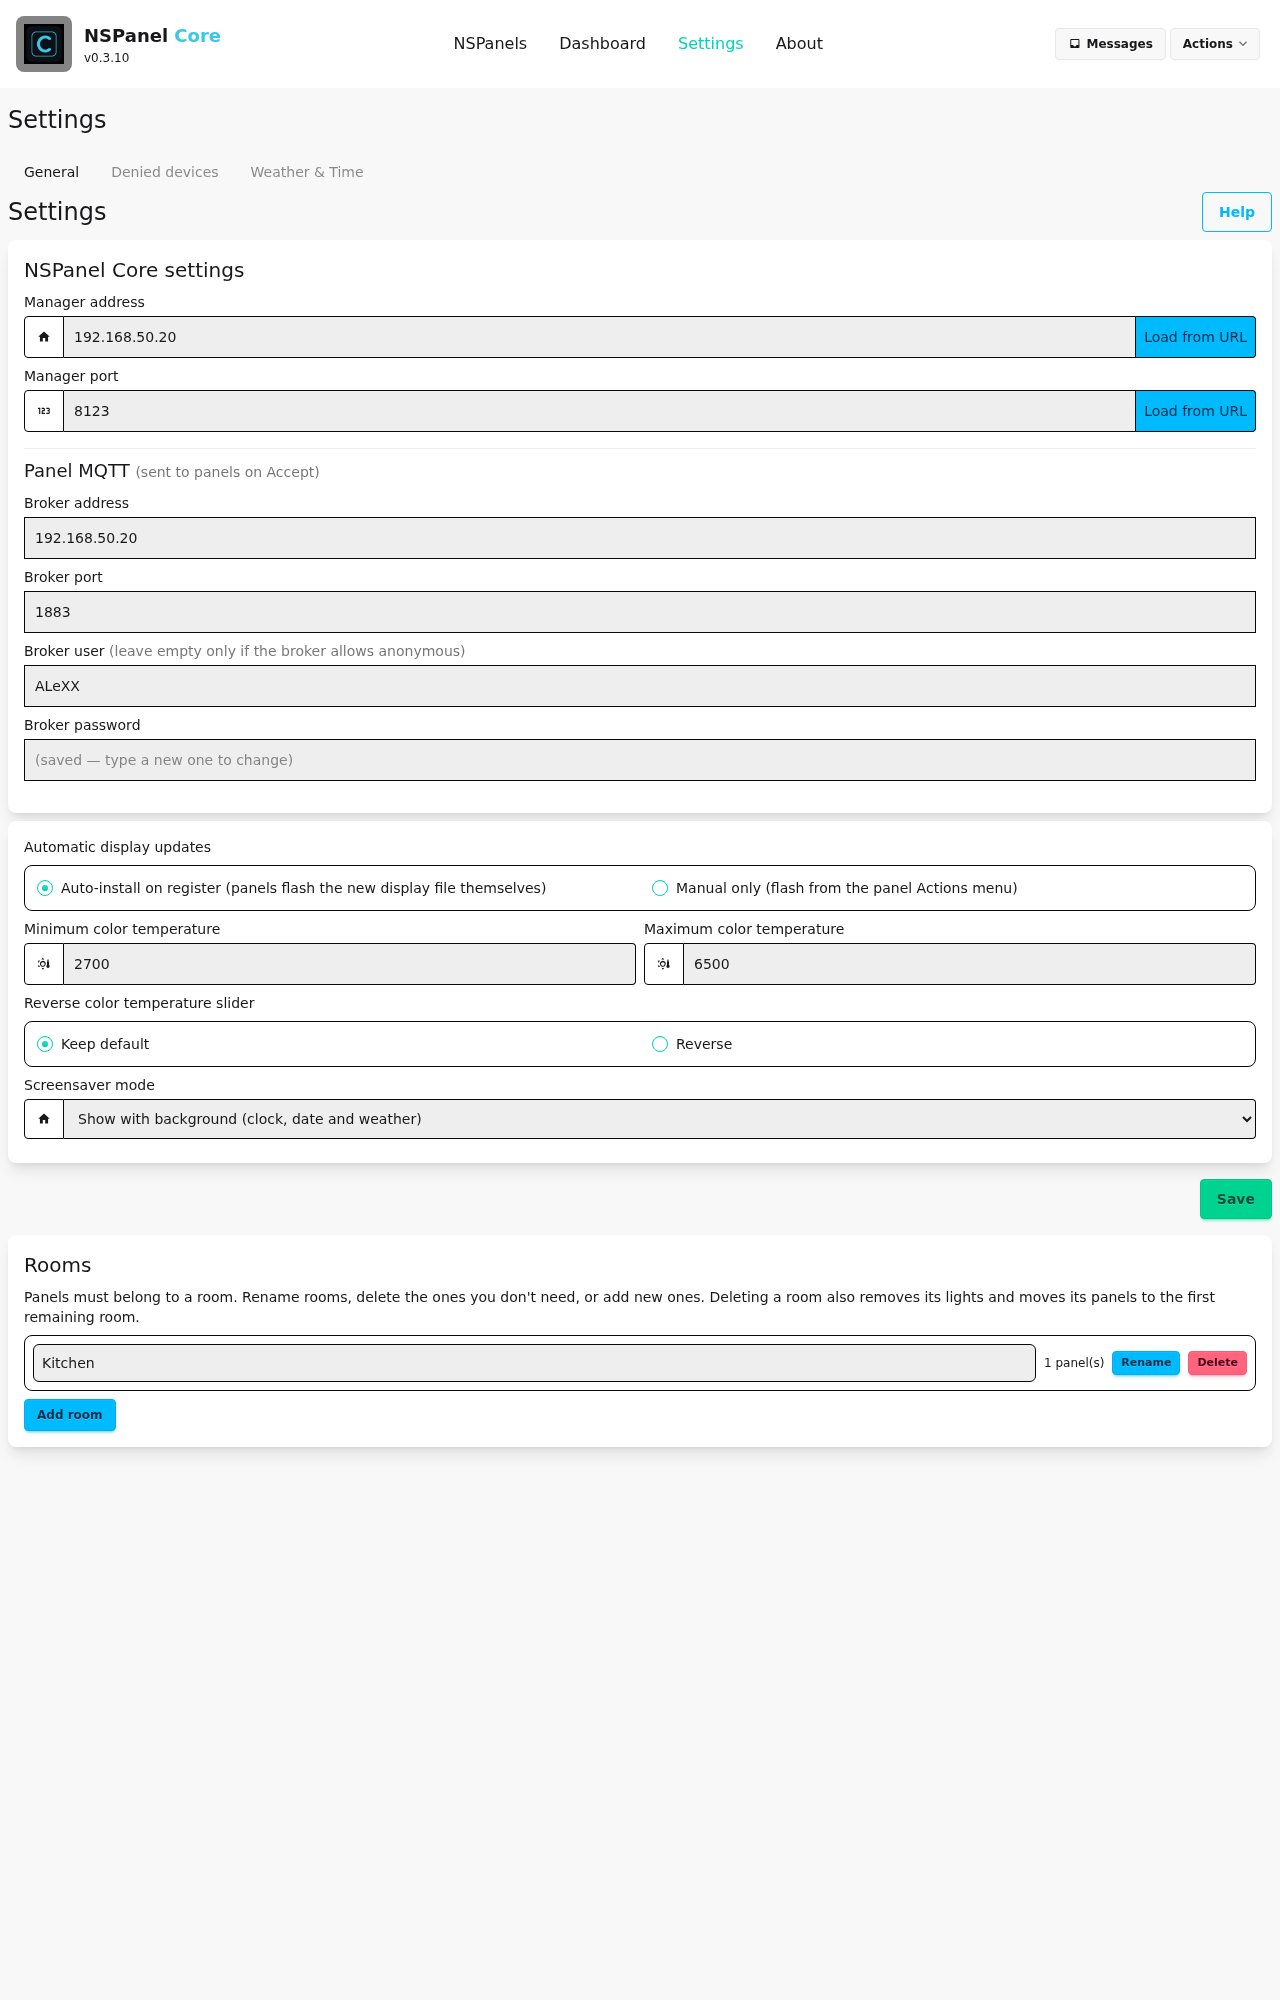 NSPanel Core
v0.3.10
NSPanels
Dashboard
Settings
About
Messages
Actions
Settings
General
Denied devices
Weather & Time
Settings
Help
NSPanel Core settings
Manager address
192.168.50.20
Load from URL
Manager port
123
8123
Load from URL
Panel MQTT (sent to panels on Accept)
Broker address
192.168.50.20
Broker port
1883
Broker user (leave empty only if the broker allows anonymous)
ALeXX
Broker password
(saved — type a new one to change)
Automatic display updates
Auto-install on register (panels flash the new display file themselves)
Manual only (flash from the panel Actions menu)
Minimum color temperature
Maximum color temperature
2700
6500
Reverse color temperature slider
Keep default
Reverse
Screensaver mode
Show with background (clock, date and weather)
Save
Rooms
Panels must belong to a room. Rename rooms, delete the ones you don't need, or add new ones. Deleting a room also removes its lights and moves its panels to the first
remaining room.
Kitchen
1 panel(s)
Rename
Delete
Add room